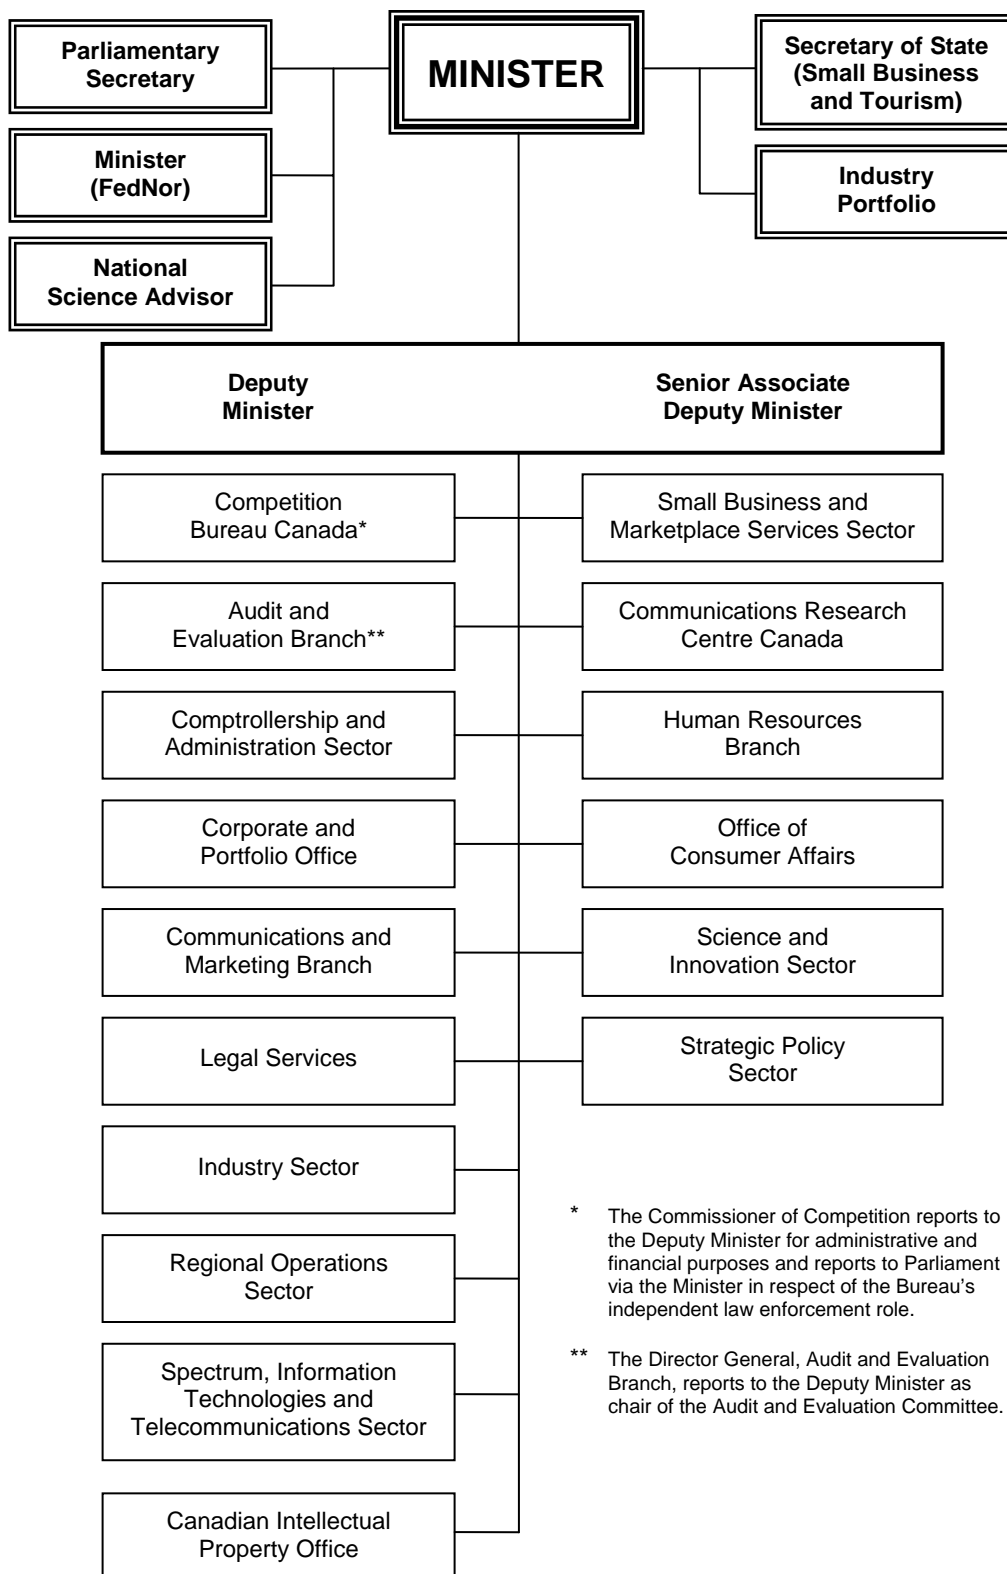 Parliamentary
Secretary
MINISTER
Secretary of State
(Small Business
and Tourism)
Minister
(FedNor)
Industry
Portfolio
National
Science Advisor
Deputy
Minister
Senior Associate
Deputy Minister
Competition
Bureau Canada*
Small Business and
Marketplace Services Sector
Audit and
Evaluation Branch**
Communications Research
Centre Canada
Comptrollership and
Administration Sector
Human Resources
Branch
Corporate and
Portfolio Office
Office of
Consumer Affairs
Communications and
Marketing Branch
Science and
Innovation Sector
Legal Services
Strategic Policy
Sector
Industry Sector
Regional Operations
Sector
Spectrum, Information
Technologies and
Telecommunications Sector
Canadian Intellectual
Property Office
* The Commissioner of Competition reports to
the Deputy Minister for administrative and
financial purposes and reports to Parliament
via the Minister in respect of the Bureau’s
independent law enforcement role.
** The Director General, Audit and Evaluation
Branch, reports to the Deputy Minister as
chair of the Audit and Evaluation Committee.